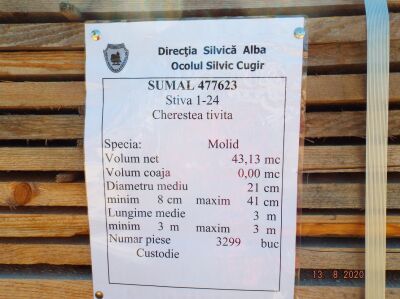 Direcția Silvică Alba
Ocolul Silvic Cugir
SUMAL 477623
Stiva 1-24
Cherestea tivita
Specia: Molid
Volum net 43,13 mc
Volum coaja 0,00 mc
Diametru mediu 21 cm
minim 8 cm maxim 41 cm
Lungime medie 3 m
minim 3 m maxim 3 m
Numar piese 3299 buc
Custodie
13 8 2020